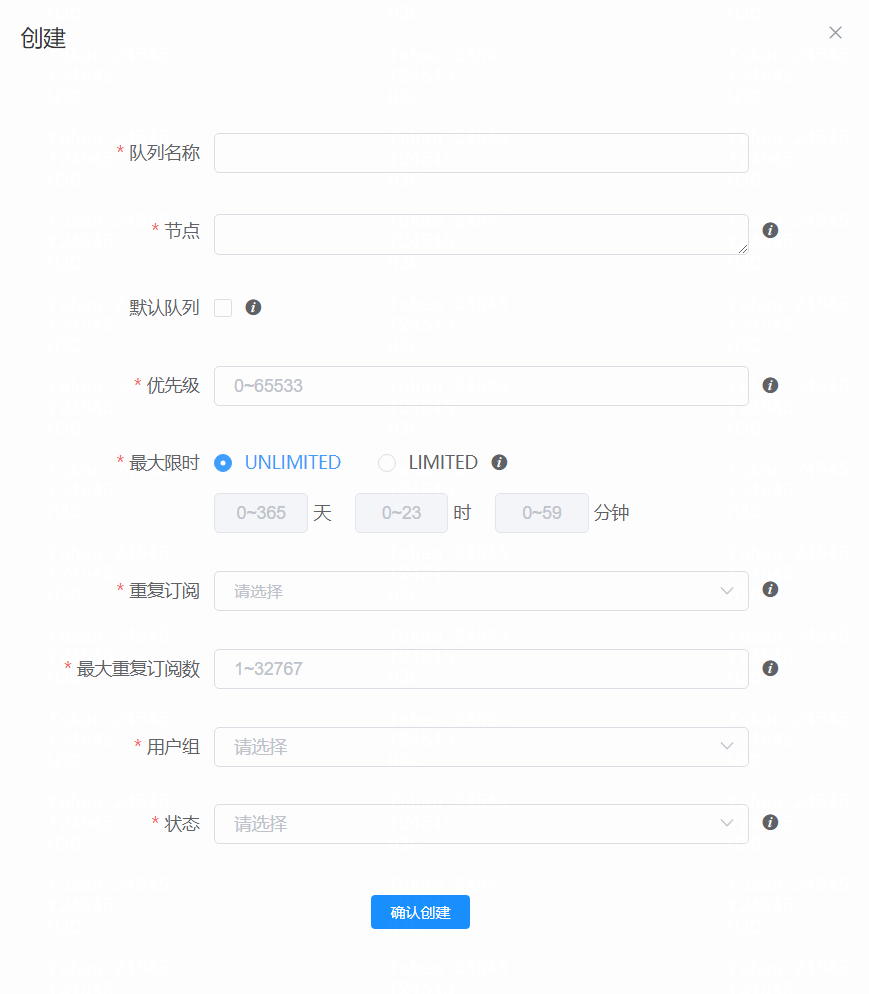 创建
* 队列名称
* 节点
默认队列
* 优先级 0~65533
* 最大限时 UNLIMITED LIMITED
0~365 天 0~23 时 0~59 分钟
* 重复订阅 请选择
* 最大重复订阅数 1~32767
* 用户组 请选择
* 状态 请选择
确认创建